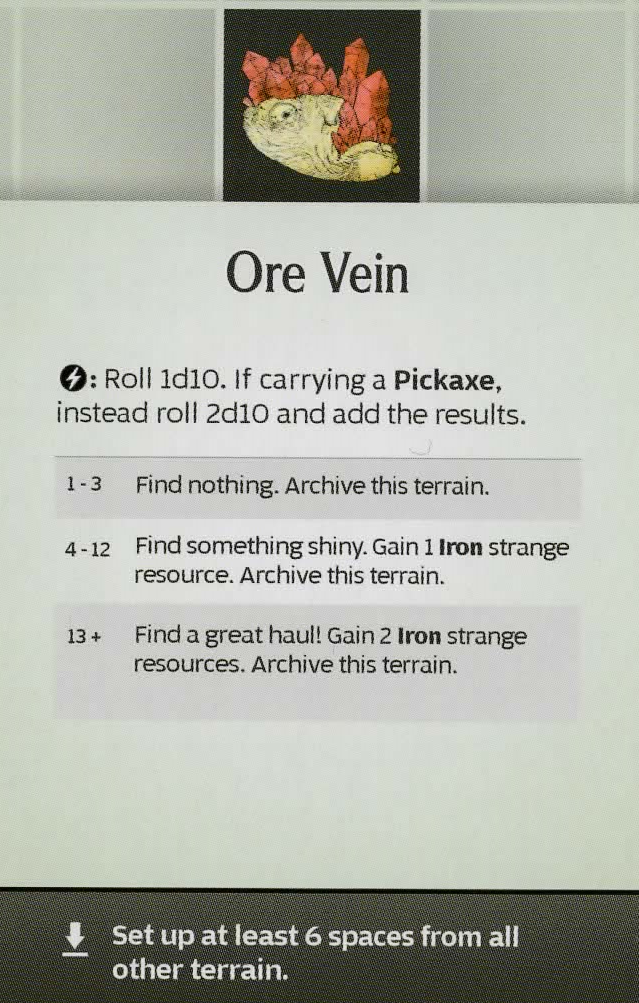 Ore Vein
: Roll 1d10. If carrying a Pickaxe,
instead roll 2d10 and add the results.
1 - 3 Find nothing. Archive this terrain.
4 - 12 Find something shiny. Gain 1 Iron strange
resource. Archive this terrain.
13 + Find a great haul! Gain 2 Iron strange
resources. Archive this terrain.
Set up at least 6 spaces from all
other terrain.